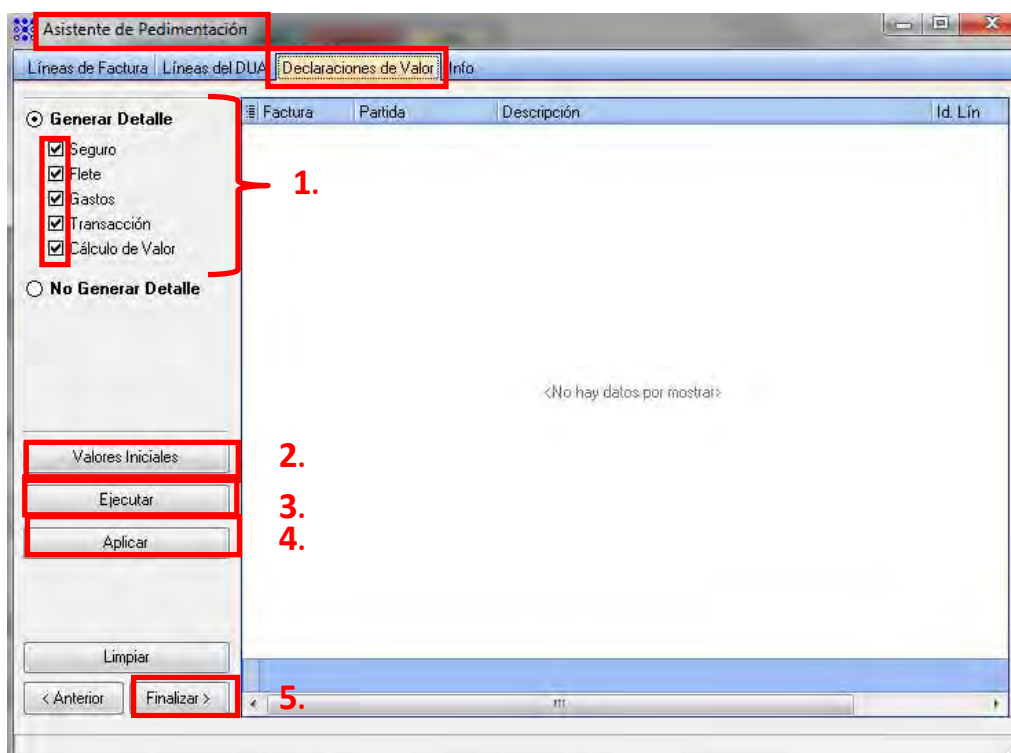 Asistente de Pedimentación
Líneas de Factura Líneas del DUA Declaraciones de Valor Info
Generar Detalle
Seguro
Flete
Gastos
Transacción
Cálculo de Valor
No Generar Detalle
1.
Factura Partida Descripción Id. Lín
<No hay datos por mostrar>
Valores Iniciales 2.
Ejecutar 3.
Aplicar 4.
Limpiar
< Anterior Finalizar > 5.